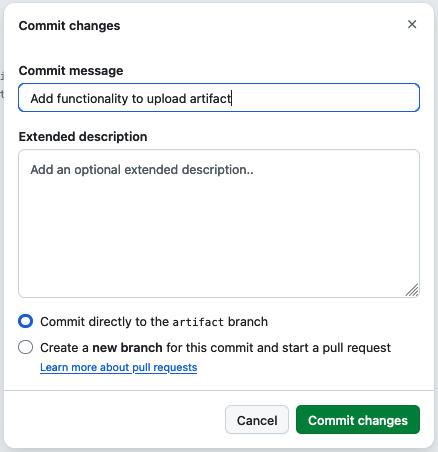 Commit changes
Commit message
Add functionality to upload artifact
Extended description
Add an optional extended description..
Commit directly to the artifact branch
Create a new branch for this commit and start a pull request
Learn more about pull requests
Cancel
Commit changes